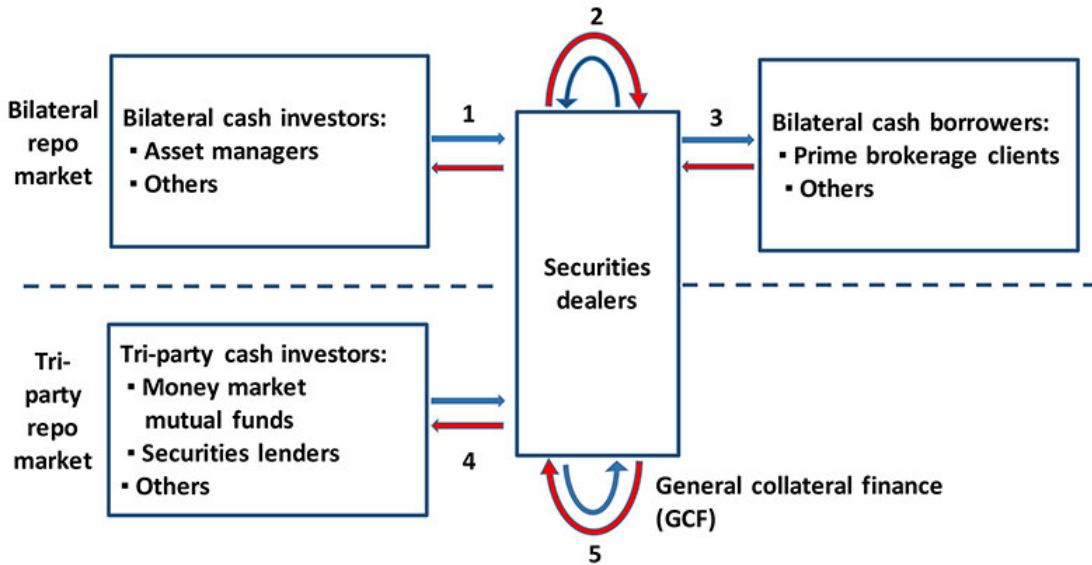 2
Bilateral
repo
market
Bilateral cash investors:
▪ Asset managers
▪ Others
1
3
Bilateral cash borrowers:
▪ Prime brokerage clients
▪ Others
Securities
dealers
Tri-
party
repo
market
Tri-party cash investors:
▪ Money market
mutual funds
▪ Securities lenders
▪ Others
4
General collateral finance
(GCF)
5